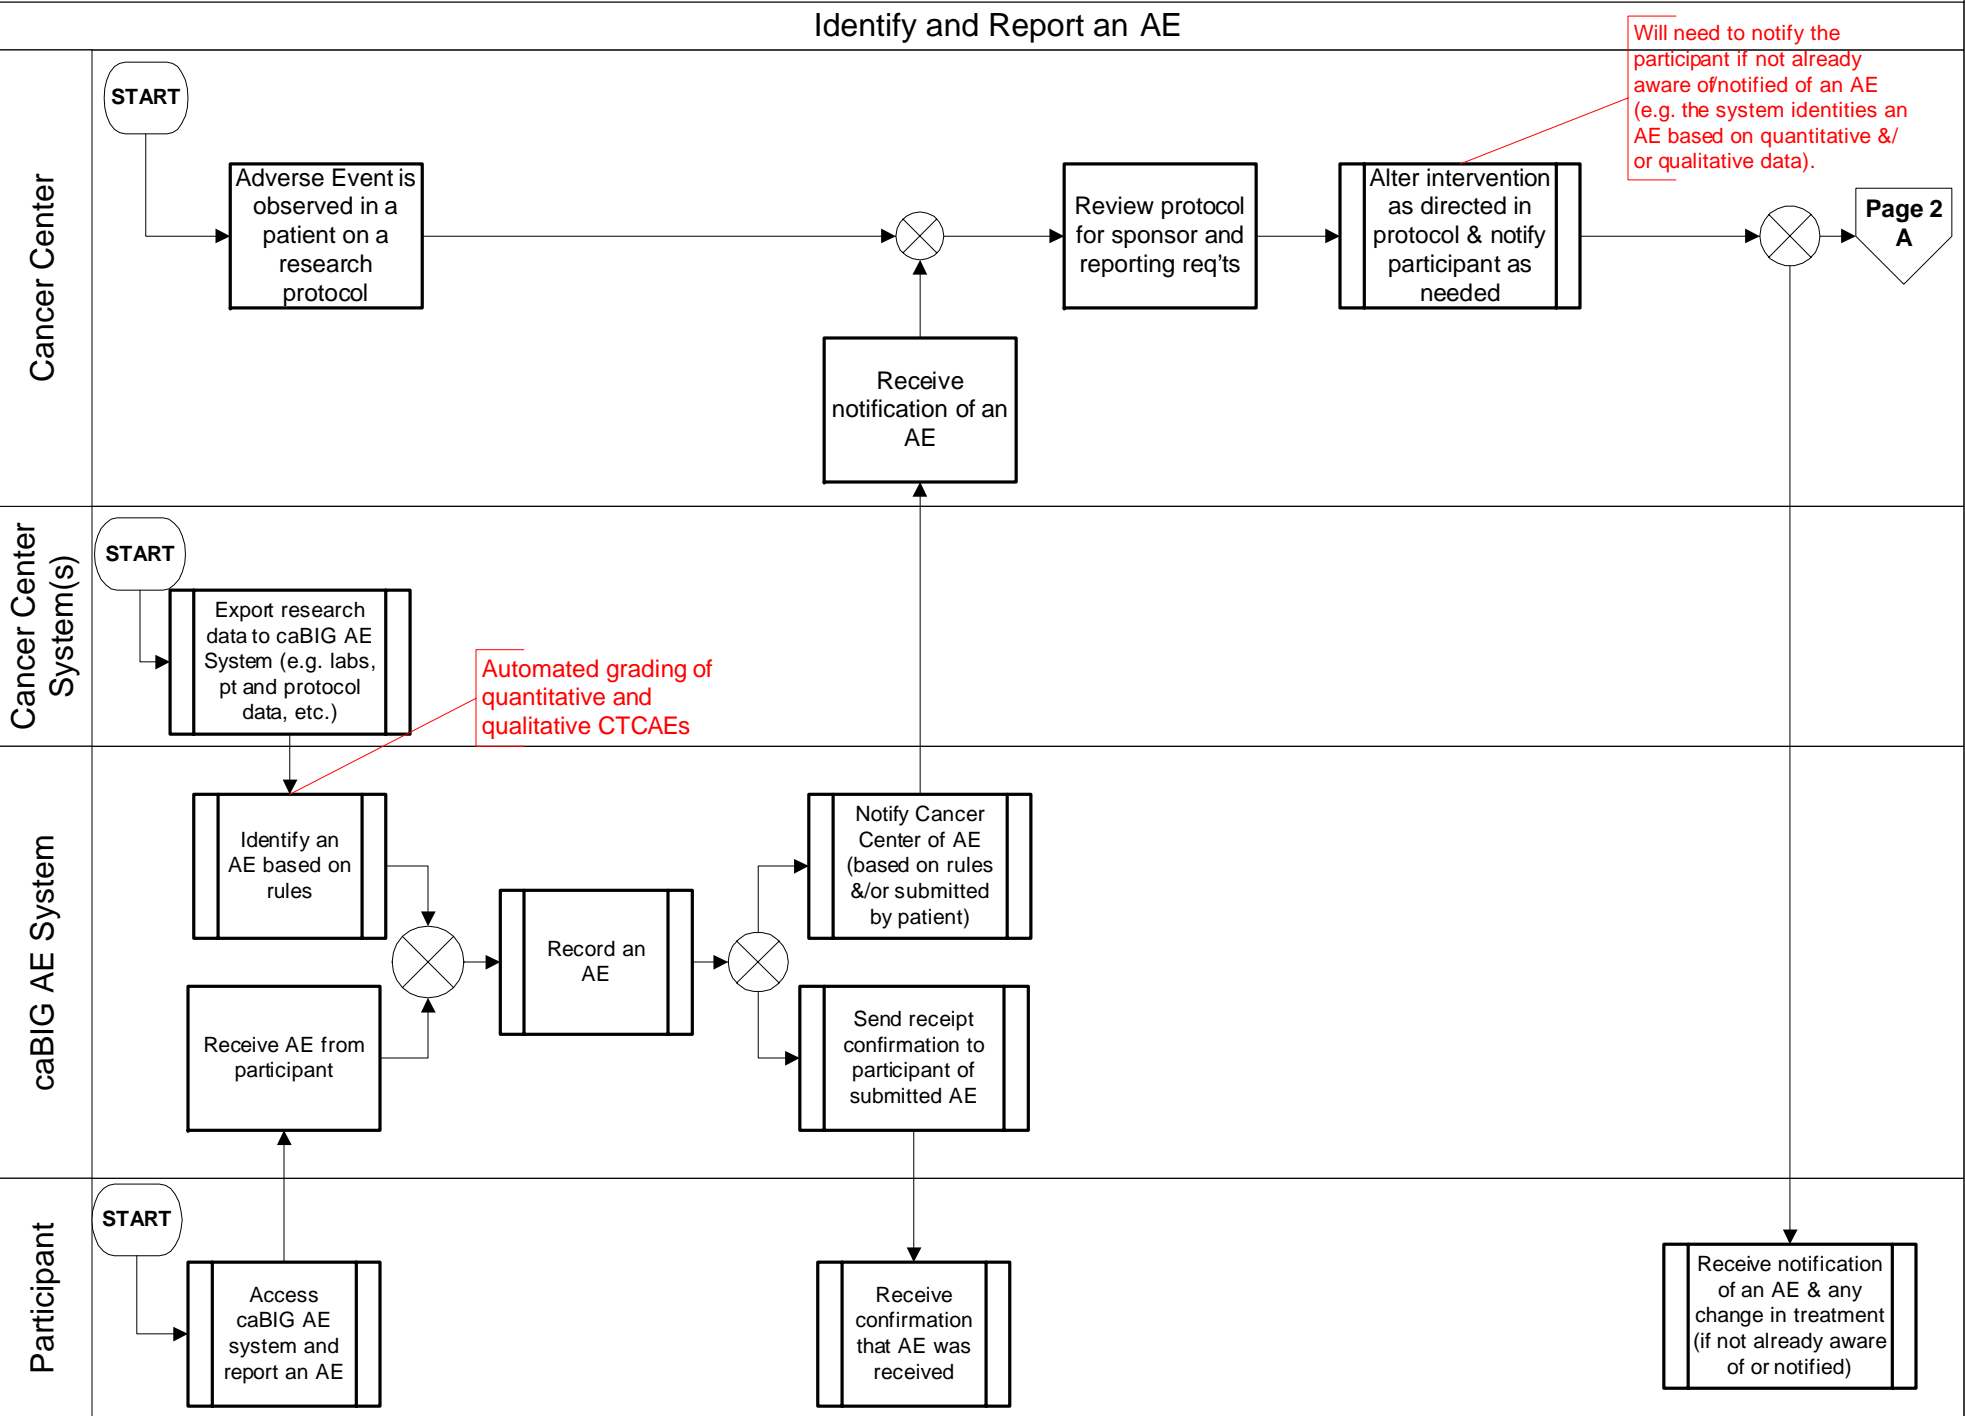 Identify and Report an AE
Will need to notify the
participant if not already
aware of/notified of an AE
(e.g. the system identities an
AE based on quantitative &/
or qualitative data).
Cancer Center
START
Adverse Event is
observed in a
patient on a
research
protocol
Review protocol
for sponsor and
reporting req'ts
Alter intervention
as directed in
protocol & notify
participant as
needed
Page 2
A
Receive
notification of an
AE
Cancer Center
System(s)
START
Export research
data to caBIG AE
System (e.g. labs,
pt and protocol
data, etc.)
Automated grading of
quantitative and
qualitative CTCAEs
caBIG AE System
Identify an
AE based on
rules
Notify Cancer
Center of AE
(based on rules
&/or submitted
by patient)
Record an
AE
Receive AE from
participant
Send receipt
confirmation to
participant of
submitted AE
Participant
START
Access
caBIG AE
system and
report an AE
Receive
confirmation
that AE was
received
Receive notification
of an AE & any
change in treatment
(if not already aware
of or notified)